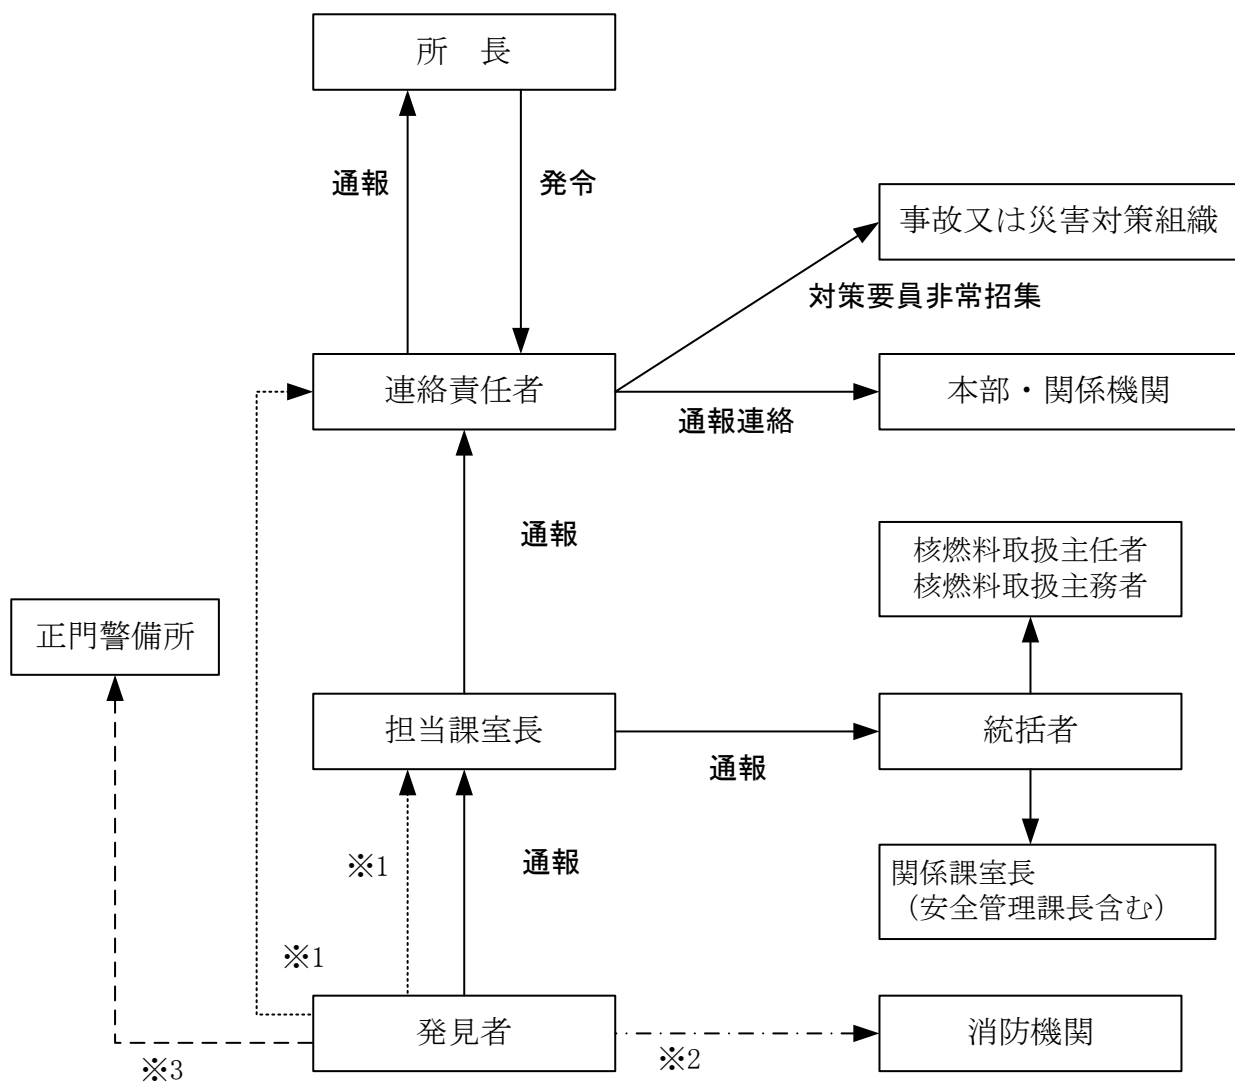 所　長
通報
発令
事故又は災害対策組織
対策要員非常招集
連絡責任者
本部・関係機関
通報連絡
通報
核燃料取扱主任者
核燃料取扱主務者
正門警備所
担当課室長
統括者
通報
※1
通報
関係課室長
（安全管理課長含む）
※1
発見者
消防機関
※2
※3